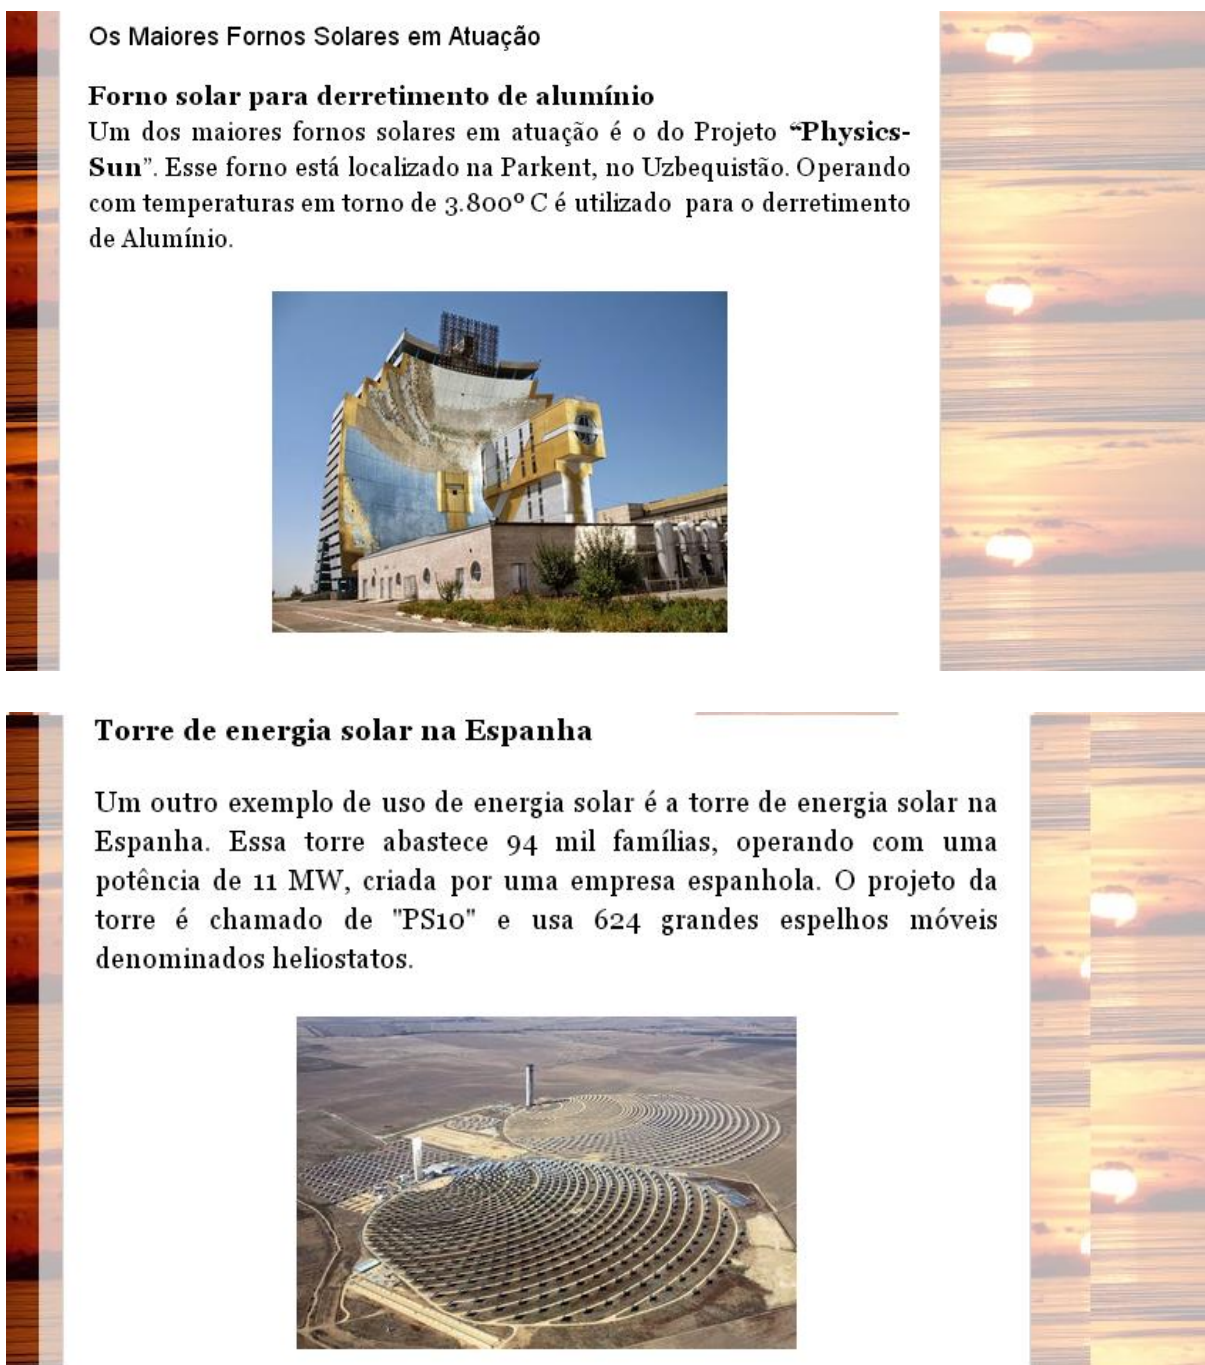 Os Maiores Fornos Solares em Atuação
Forno solar para derretimento de alumínio
Um dos maiores fornos solares em atuação é o do Projeto “Physics-
Sun”. Esse forno está localizado na Parkent, no Uzbequistão. Operando
com temperaturas em torno de 3.800º C é utilizado para o derretimento
de Alumínio.
Torre de energia solar na Espanha
Um outro exemplo de uso de energia solar é a torre de energia solar na
Espanha. Essa torre abastece 94 mil famílias, operando com uma
potência de 11 MW, criada por uma empresa espanhola. O projeto da
torre é chamado de "PS10" e usa 624 grandes espelhos móveis
denominados heliostatos.